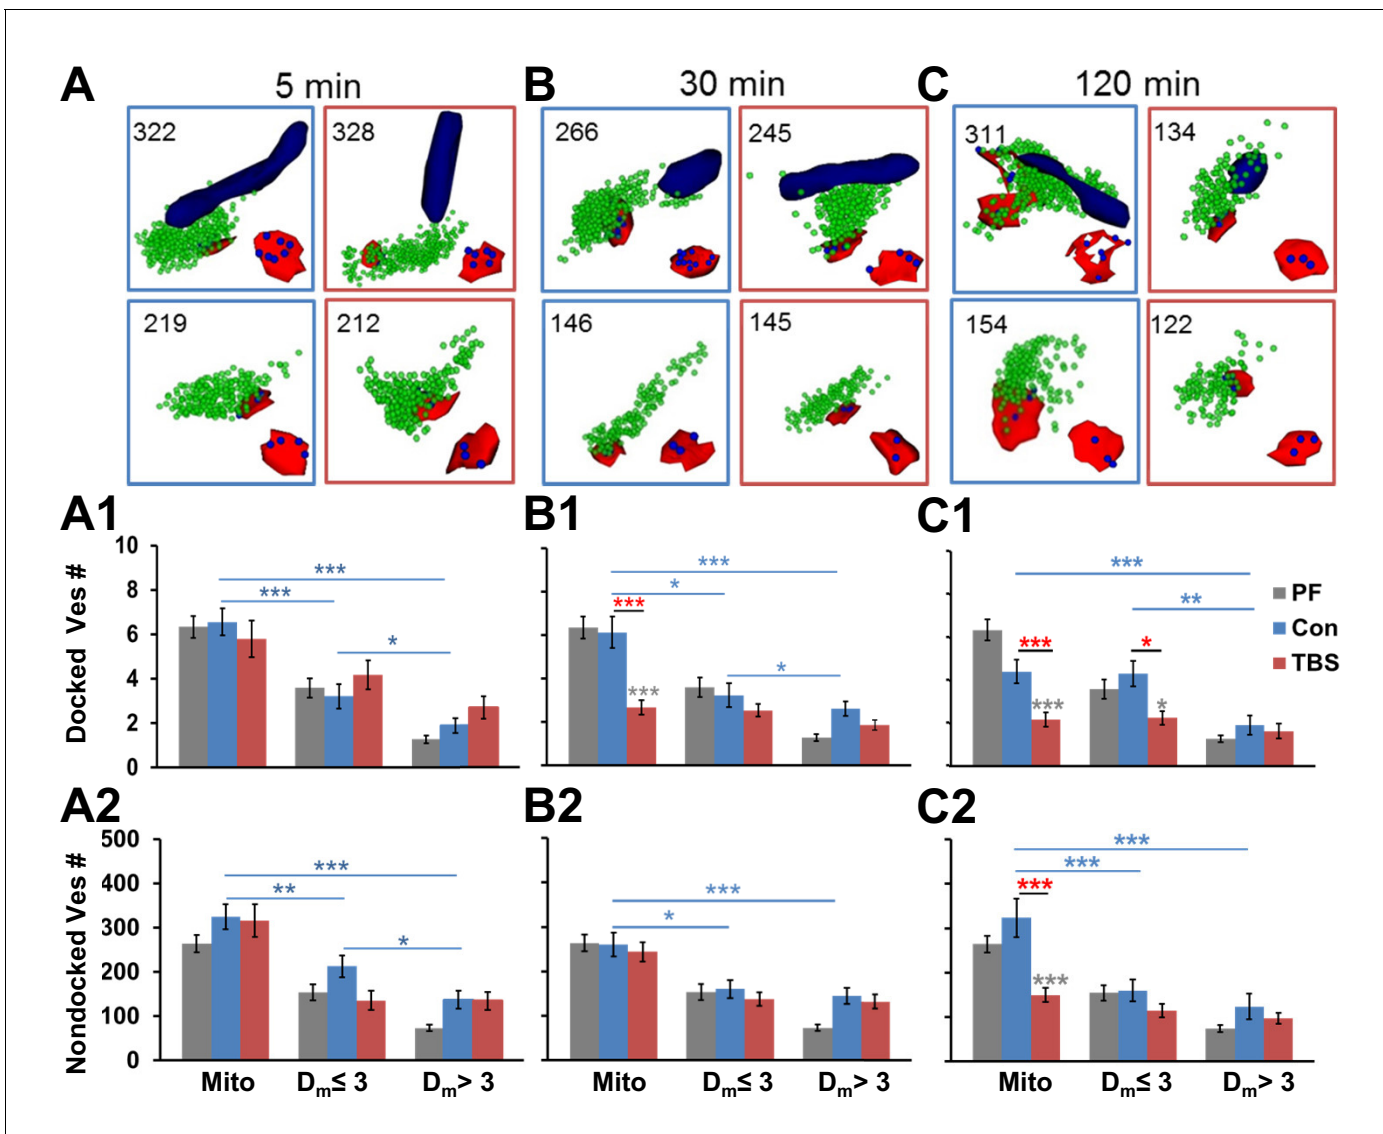 A 5 min B 30 min C 120 min
322 328 266 245 311 134
219 212 146 145 154 122
A1 B1 C1
Docked Ves #
10
8
6
4
2
0
*** *** *
*** * *** *** *
*** ** *** * *** *
PF
Con
TBS
A2 B2 C2
Nondocked Ves #
500
400
300
200
100
0
*** ** *
*** *
*** *** *** ***
Mito Dm≤ 3 Dm> 3
Mito Dm≤ 3 Dm> 3
Mito Dm≤ 3 Dm> 3